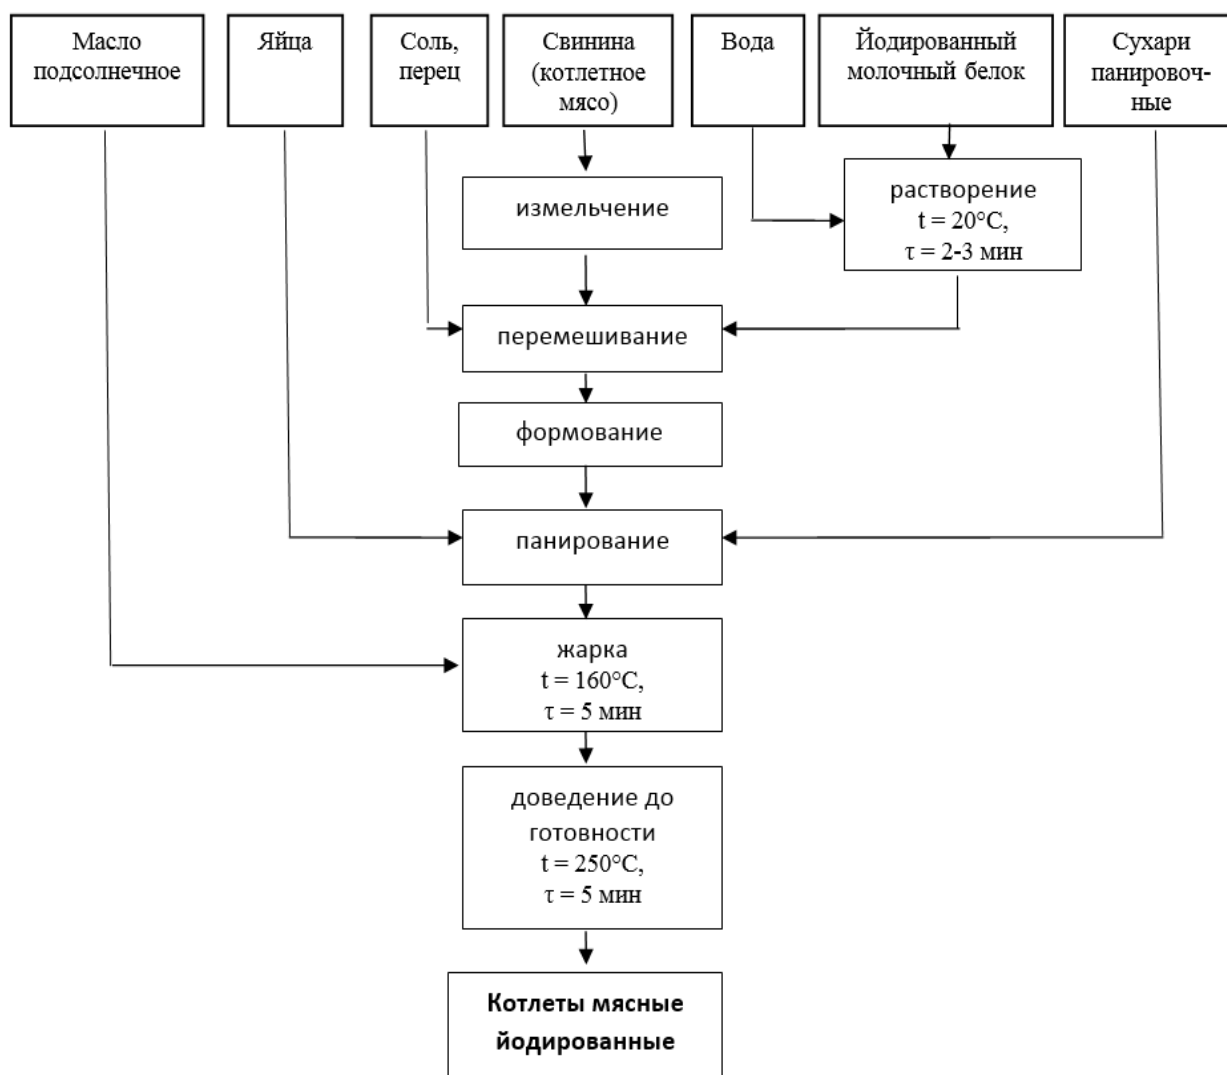 Масло
подсолнечное
Яйца
Соль,
перец
Свинина
(котлетное
мясо)
Вода
Йодированный
молочный белок
Сухари
панировоч-
ные
измельчение
растворение
t = 20°C,
τ = 2-3 мин
перемешивание
формование
панирование
жарка
t = 160°C,
τ = 5 мин
доведение до
готовности
t = 250°C,
τ = 5 мин
Котлеты мясные
йодированные